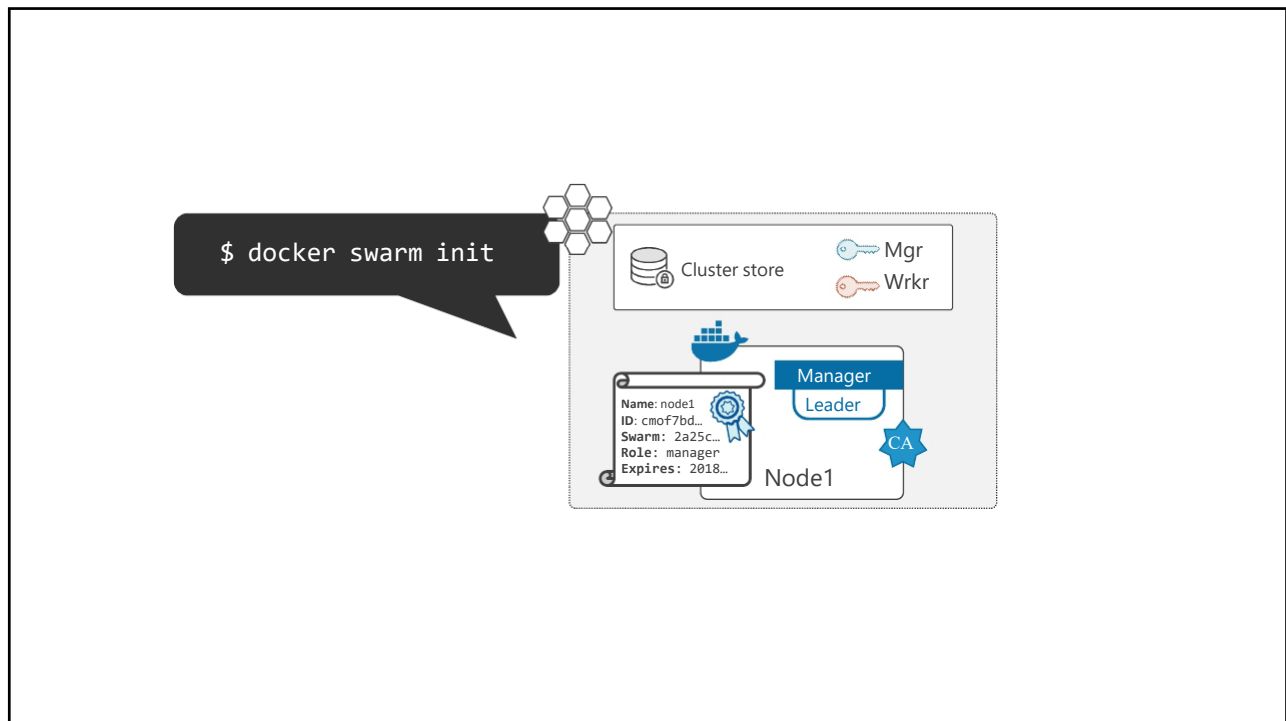 $ docker swarm init
Cluster store
Mgr
Wrkr
Manager
Leader
Name: node1
ID: cmof7bd…
Swarm: 2a25c…
Role: manager
Expires: 2018…
CA
Node1